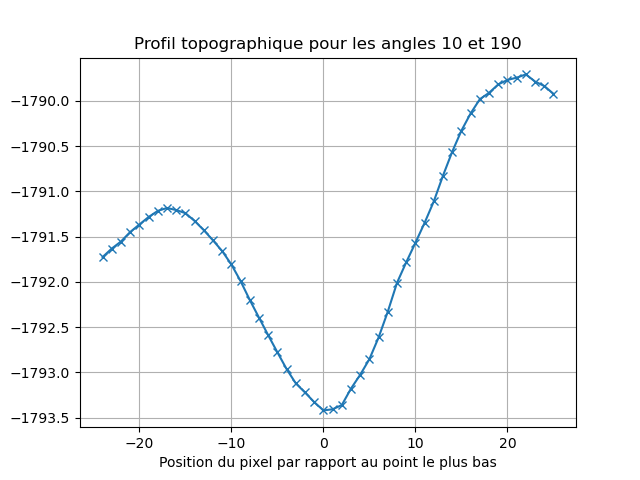 Profil topographique pour les angles 10 et 190
−1790.0
−1790.5
−1791.0
−1791.5
−1792.0
−1792.5
−1793.0
−1793.5
−20 −10 0 10 20
Position du pixel par rapport au point le plus bas